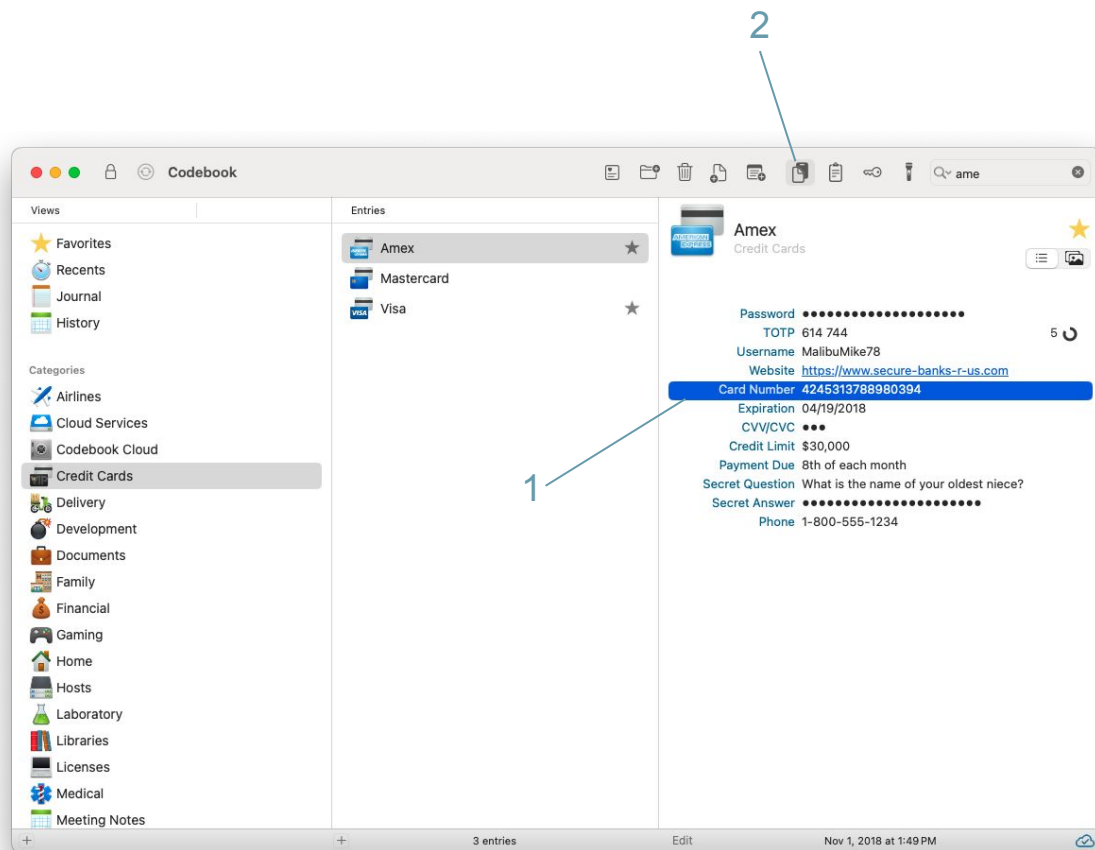 2
Codebook
ame
Views
Entries
Favorites
Recents
Journal
History
Categories
Airlines
Cloud Services
Codebook Cloud
Credit Cards
Delivery
Development
Documents
Family
Financial
Gaming
Home
Hosts
Laboratory
Libraries
Licenses
Medical
Meeting Notes
AMERICAN EXPRESS
Amex
Mastercard
VISA
Visa
3 entries
AMERICAN
EXPRESS
Amex
Credit Cards
Password ••••••••••••••••••••
TOTP 614 744 5
Username MalibuMike78
Website https://www.secure-banks-r-us.com
Card Number 4245313788980394
Expiration 04/19/2018
CVV/CVC •••
Credit Limit $30,000
Payment Due 8th of each month
Secret Question What is the name of your oldest niece?
Secret Answer ••••••••••••••••••••••
Phone 1-800-555-1234
1
Edit
Nov 1, 2018 at 1:49 PM